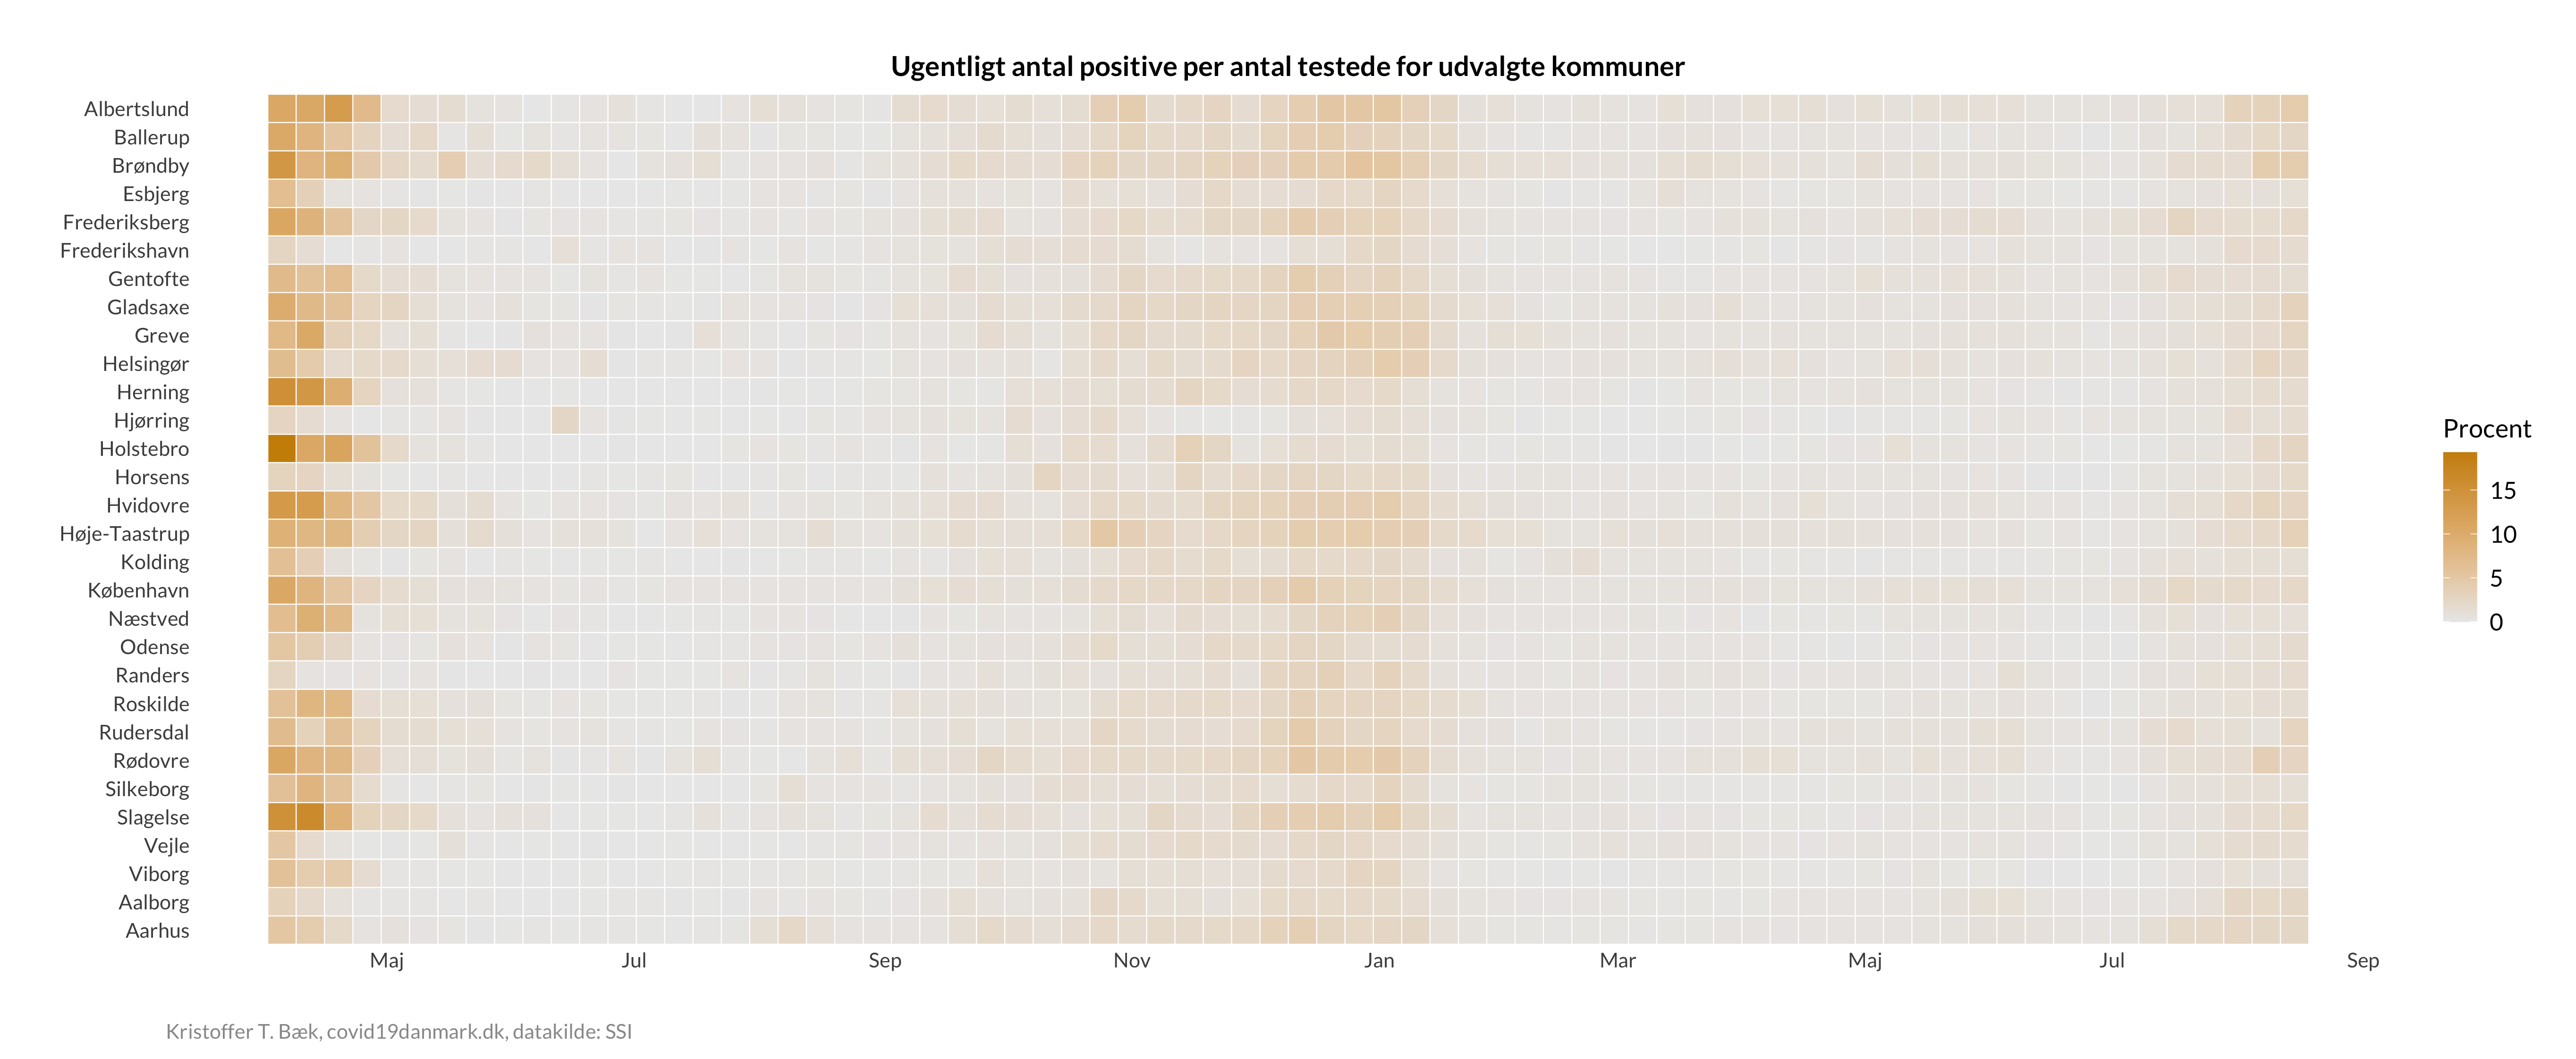 Ugentligt antal positive per antal testede for udvalgte kommuner
Albertslund
Ballerup
Brøndby
Esbjerg
Frederiksberg
Frederikshavn
Gentofte
Gladsaxe
Greve
Helsingør
Herning
Hjørring
Holstebro
Horsens
Hvidovre
Høje-Taastrup
Kolding
København
Næstved
Odense
Randers
Roskilde
Rudersdal
Rødovre
Silkeborg
Slagelse
Vejle
Viborg
Aalborg
Aarhus
Maj Jul Sep Nov Jan Mar Maj Jul Sep
Procent
15
10
5
0
Kristoffer T. Bæk, covid19danmark.dk, datakilde: SSI